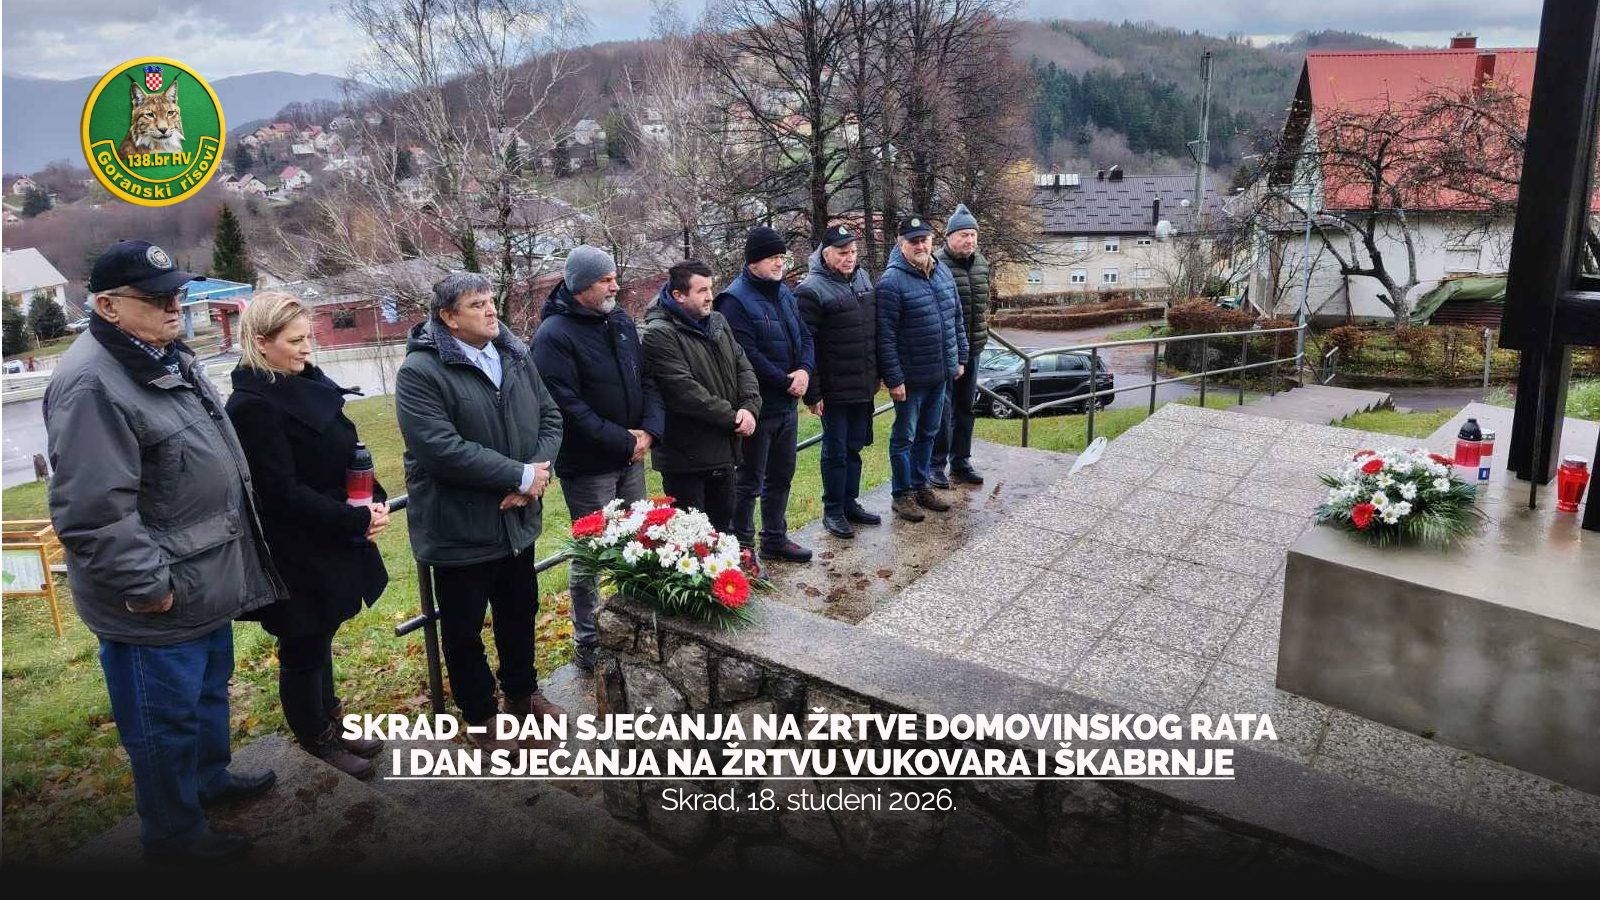 138.br HV
Goranski risovi
SKRAD – DAN SJEĆANJA NA ŽRTVE DOMOVINSKOG RATA
I DAN SJEĆANJA NA ŽRTVU VUKOVARA I ŠKABRNJE
Skrad, 18. studeni 2026.